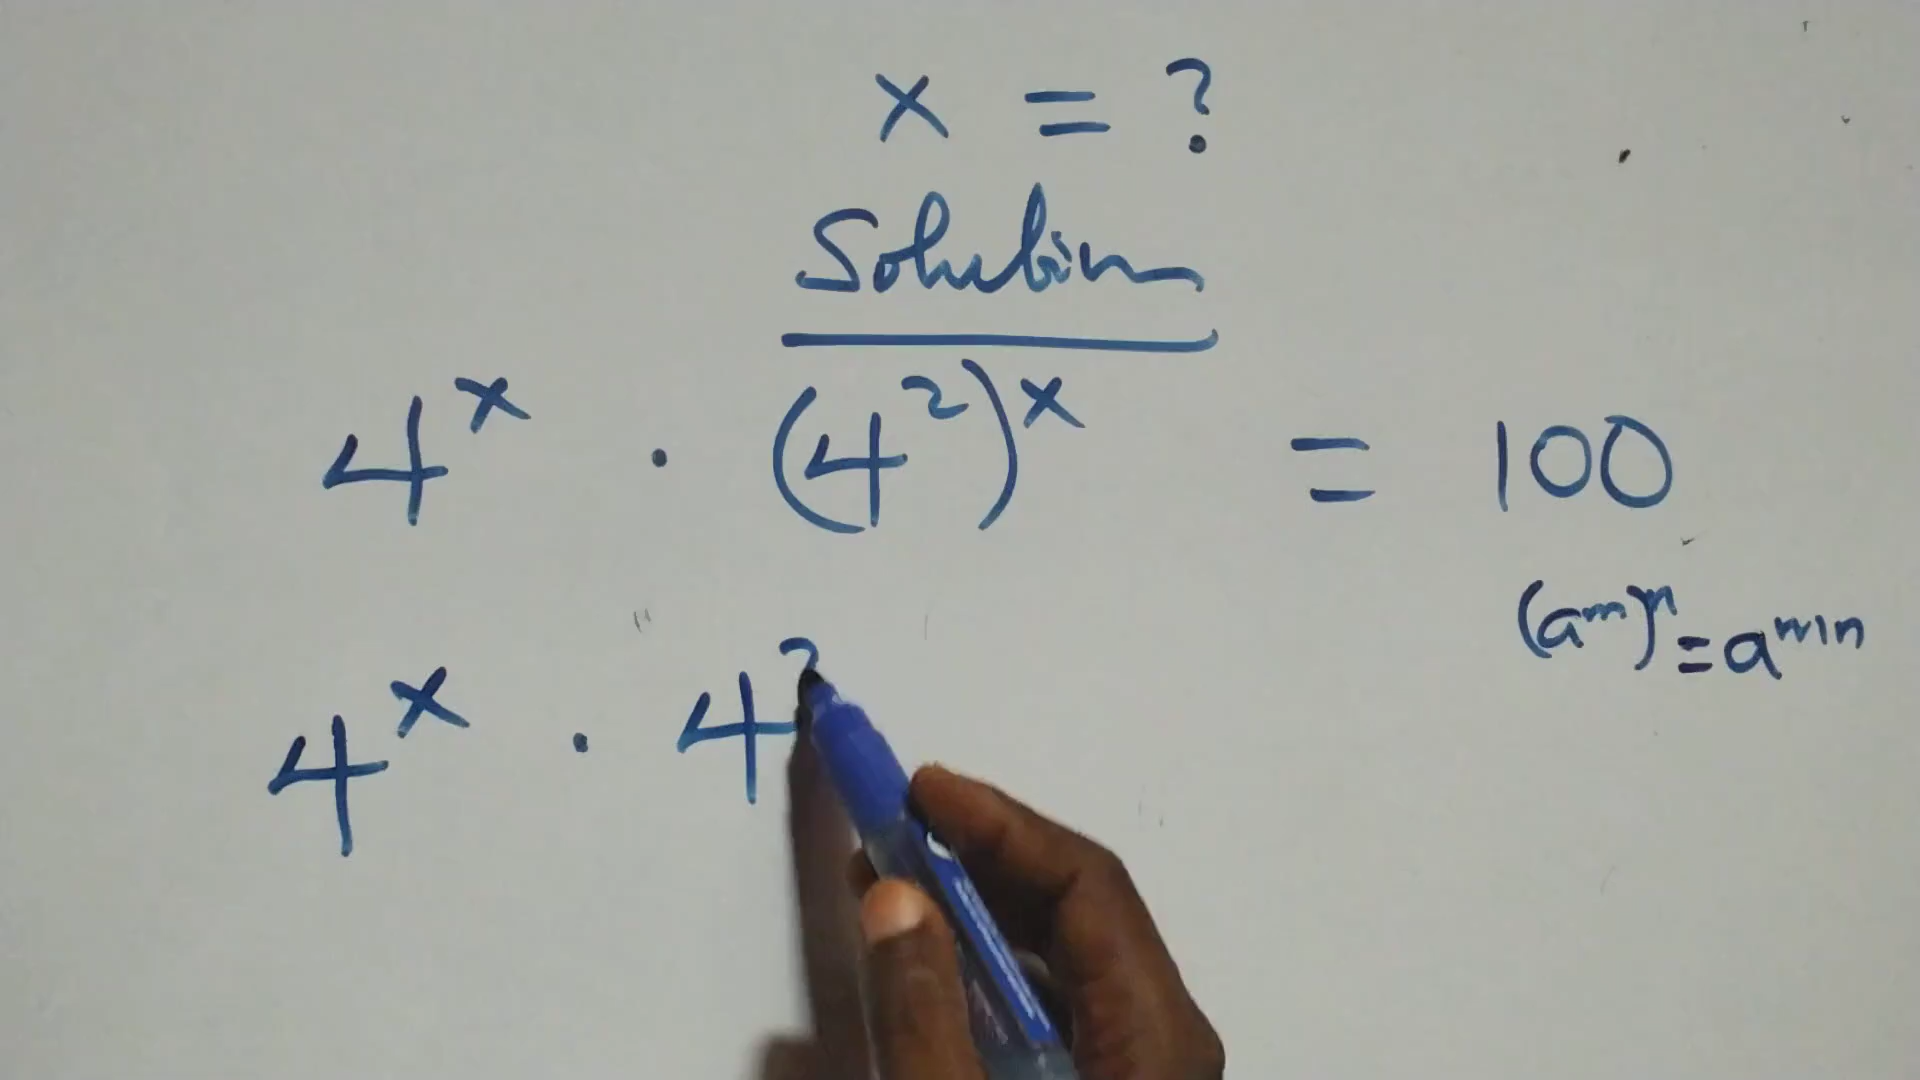 x = ?
Solution
4^x · (4^2)^x = 100
(a^m)^n = a^mn
4^x · 4^2